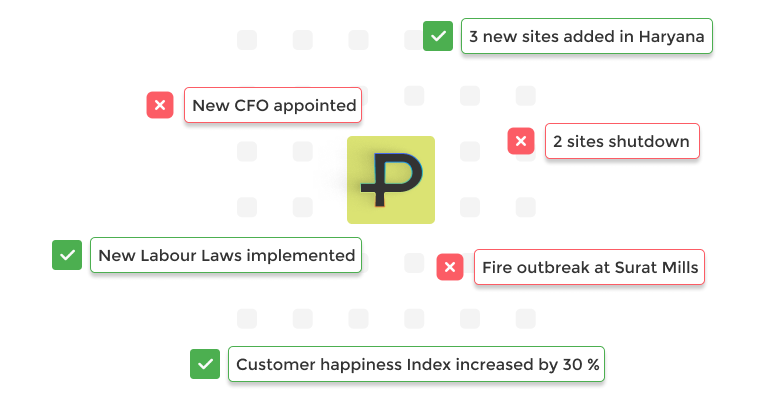 3 new sites added in Haryana
New CFO appointed
2 sites shutdown
P
New Labour Laws implemented
Fire outbreak at Surat Mills
Customer happiness Index increased by 30 %